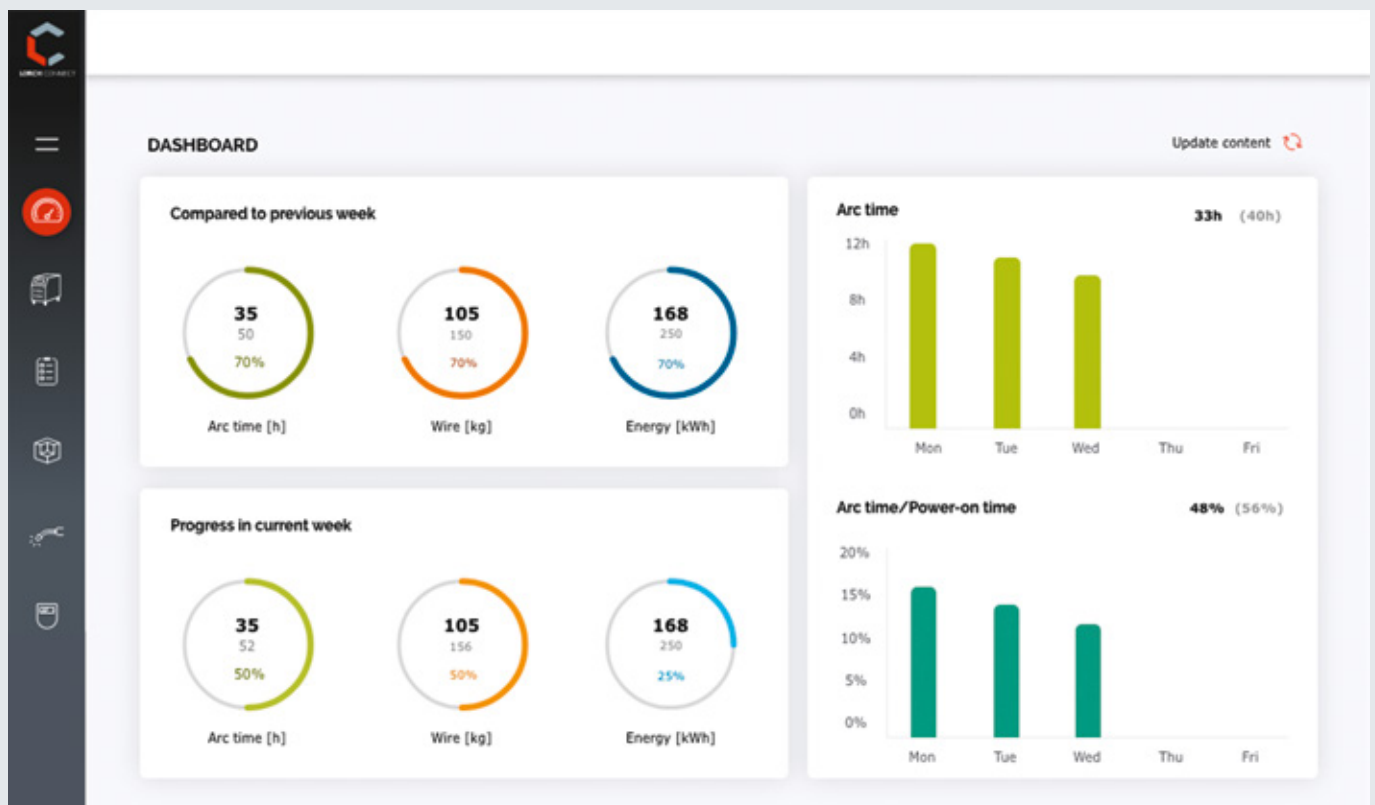 LORCH CONNECT
DASHBOARD
Update content
Compared to previous week
35
50
70%
Arc time [h]
105
150
70%
Wire [kg]
168
250
70%
Energy [kWh]
Progress in current week
35
52
50%
Arc time [h]
105
156
50%
Wire [kg]
168
250
25%
Energy [kWh]
Arc time
33h (40h)
12h
8h
4h
0h
Mon Tue Wed Thu Fri
Arc time/Power-on time
48% (56%)
20%
15%
10%
5%
0%
Mon Tue Wed Thu Fri